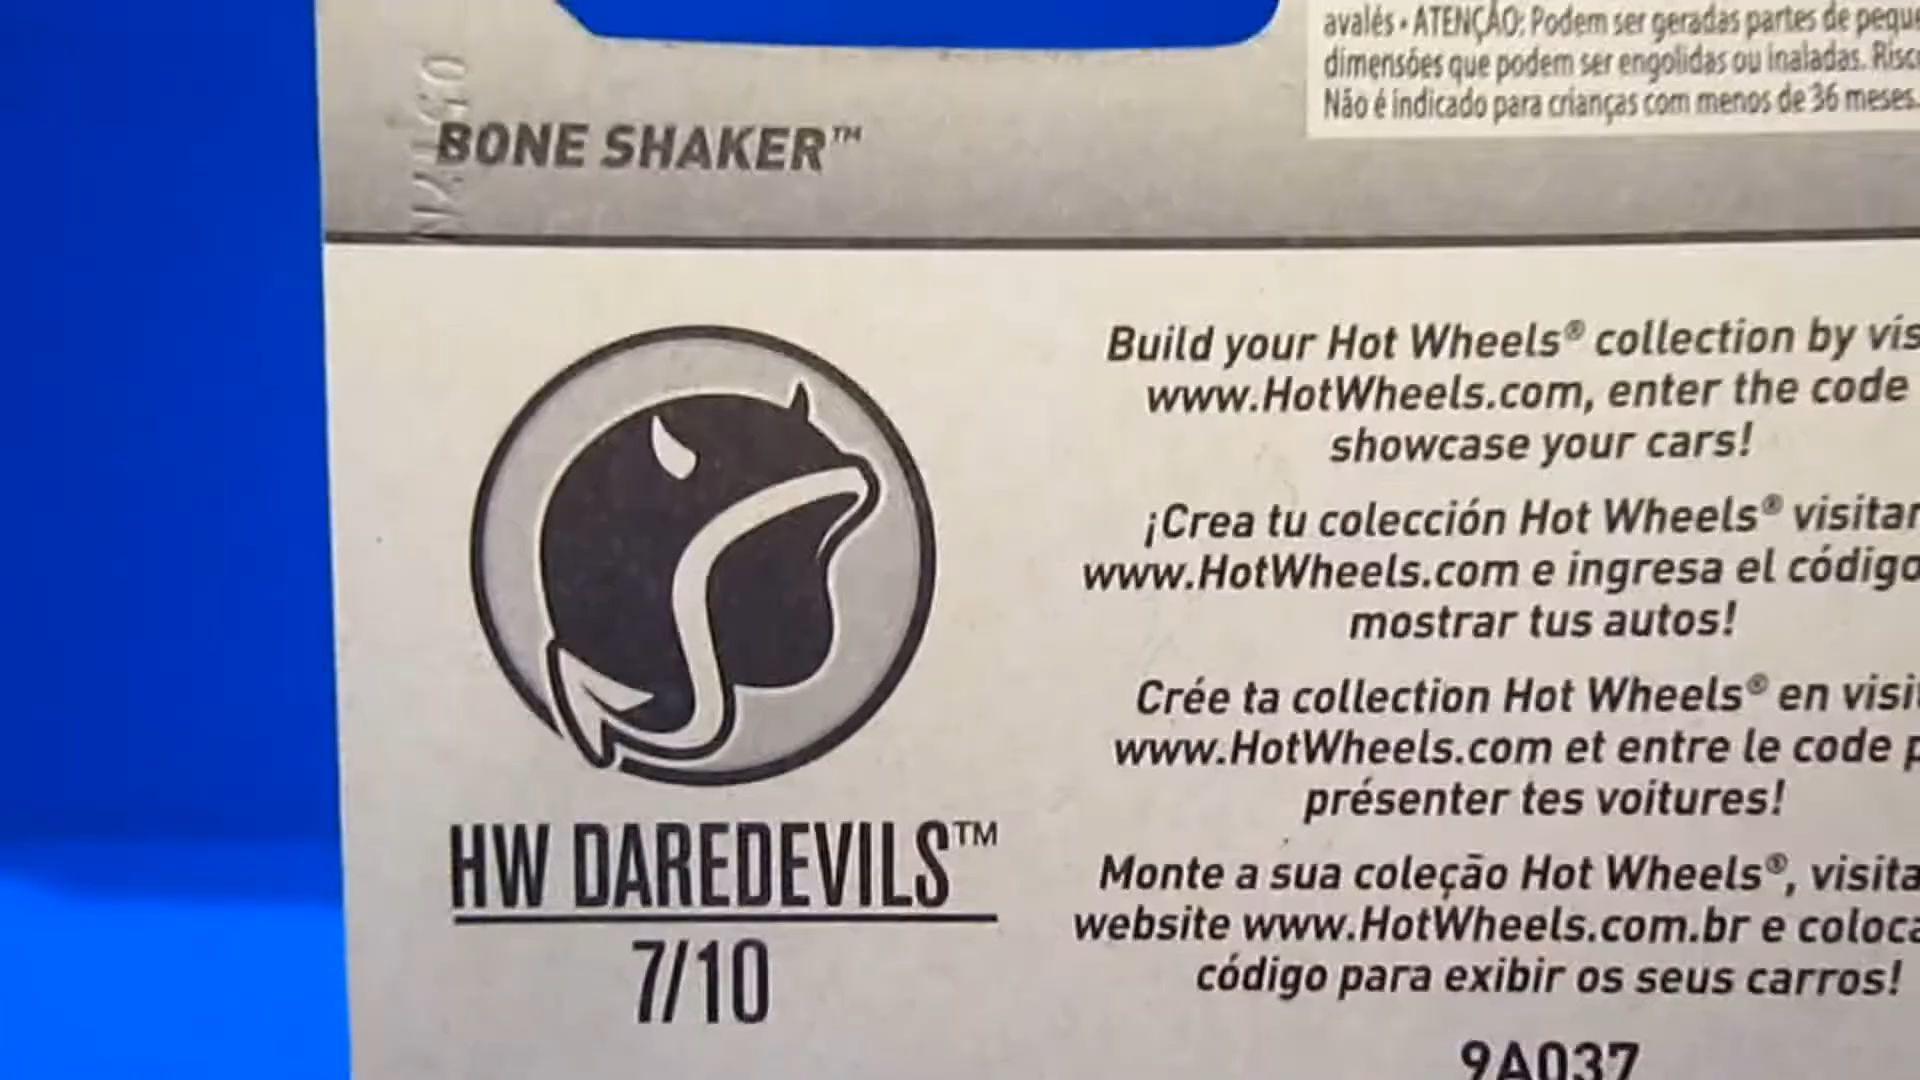 avalés • ATENÇÃO: Podem ser geradas partes de peque
dimensões que podem ser engolidas ou inaladas. Risco
Não é indicado para crianças com menos de 36 meses.
BONE SHAKER™
Build your Hot Wheels® collection by vis
www.HotWheels.com, enter the code
showcase your cars!
¡Crea tu colección Hot Wheels® visitan
www.HotWheels.com e ingresa el código
mostrar tus autos!
Crée ta collection Hot Wheels® en visit
www.HotWheels.com et entre le code p
présenter tes voitures!
Monte a sua coleção Hot Wheels®, visita
website www.HotWheels.com.br e coloca
código para exibir os seus carros!
9A037
HW DAREDEVILS™
7/10